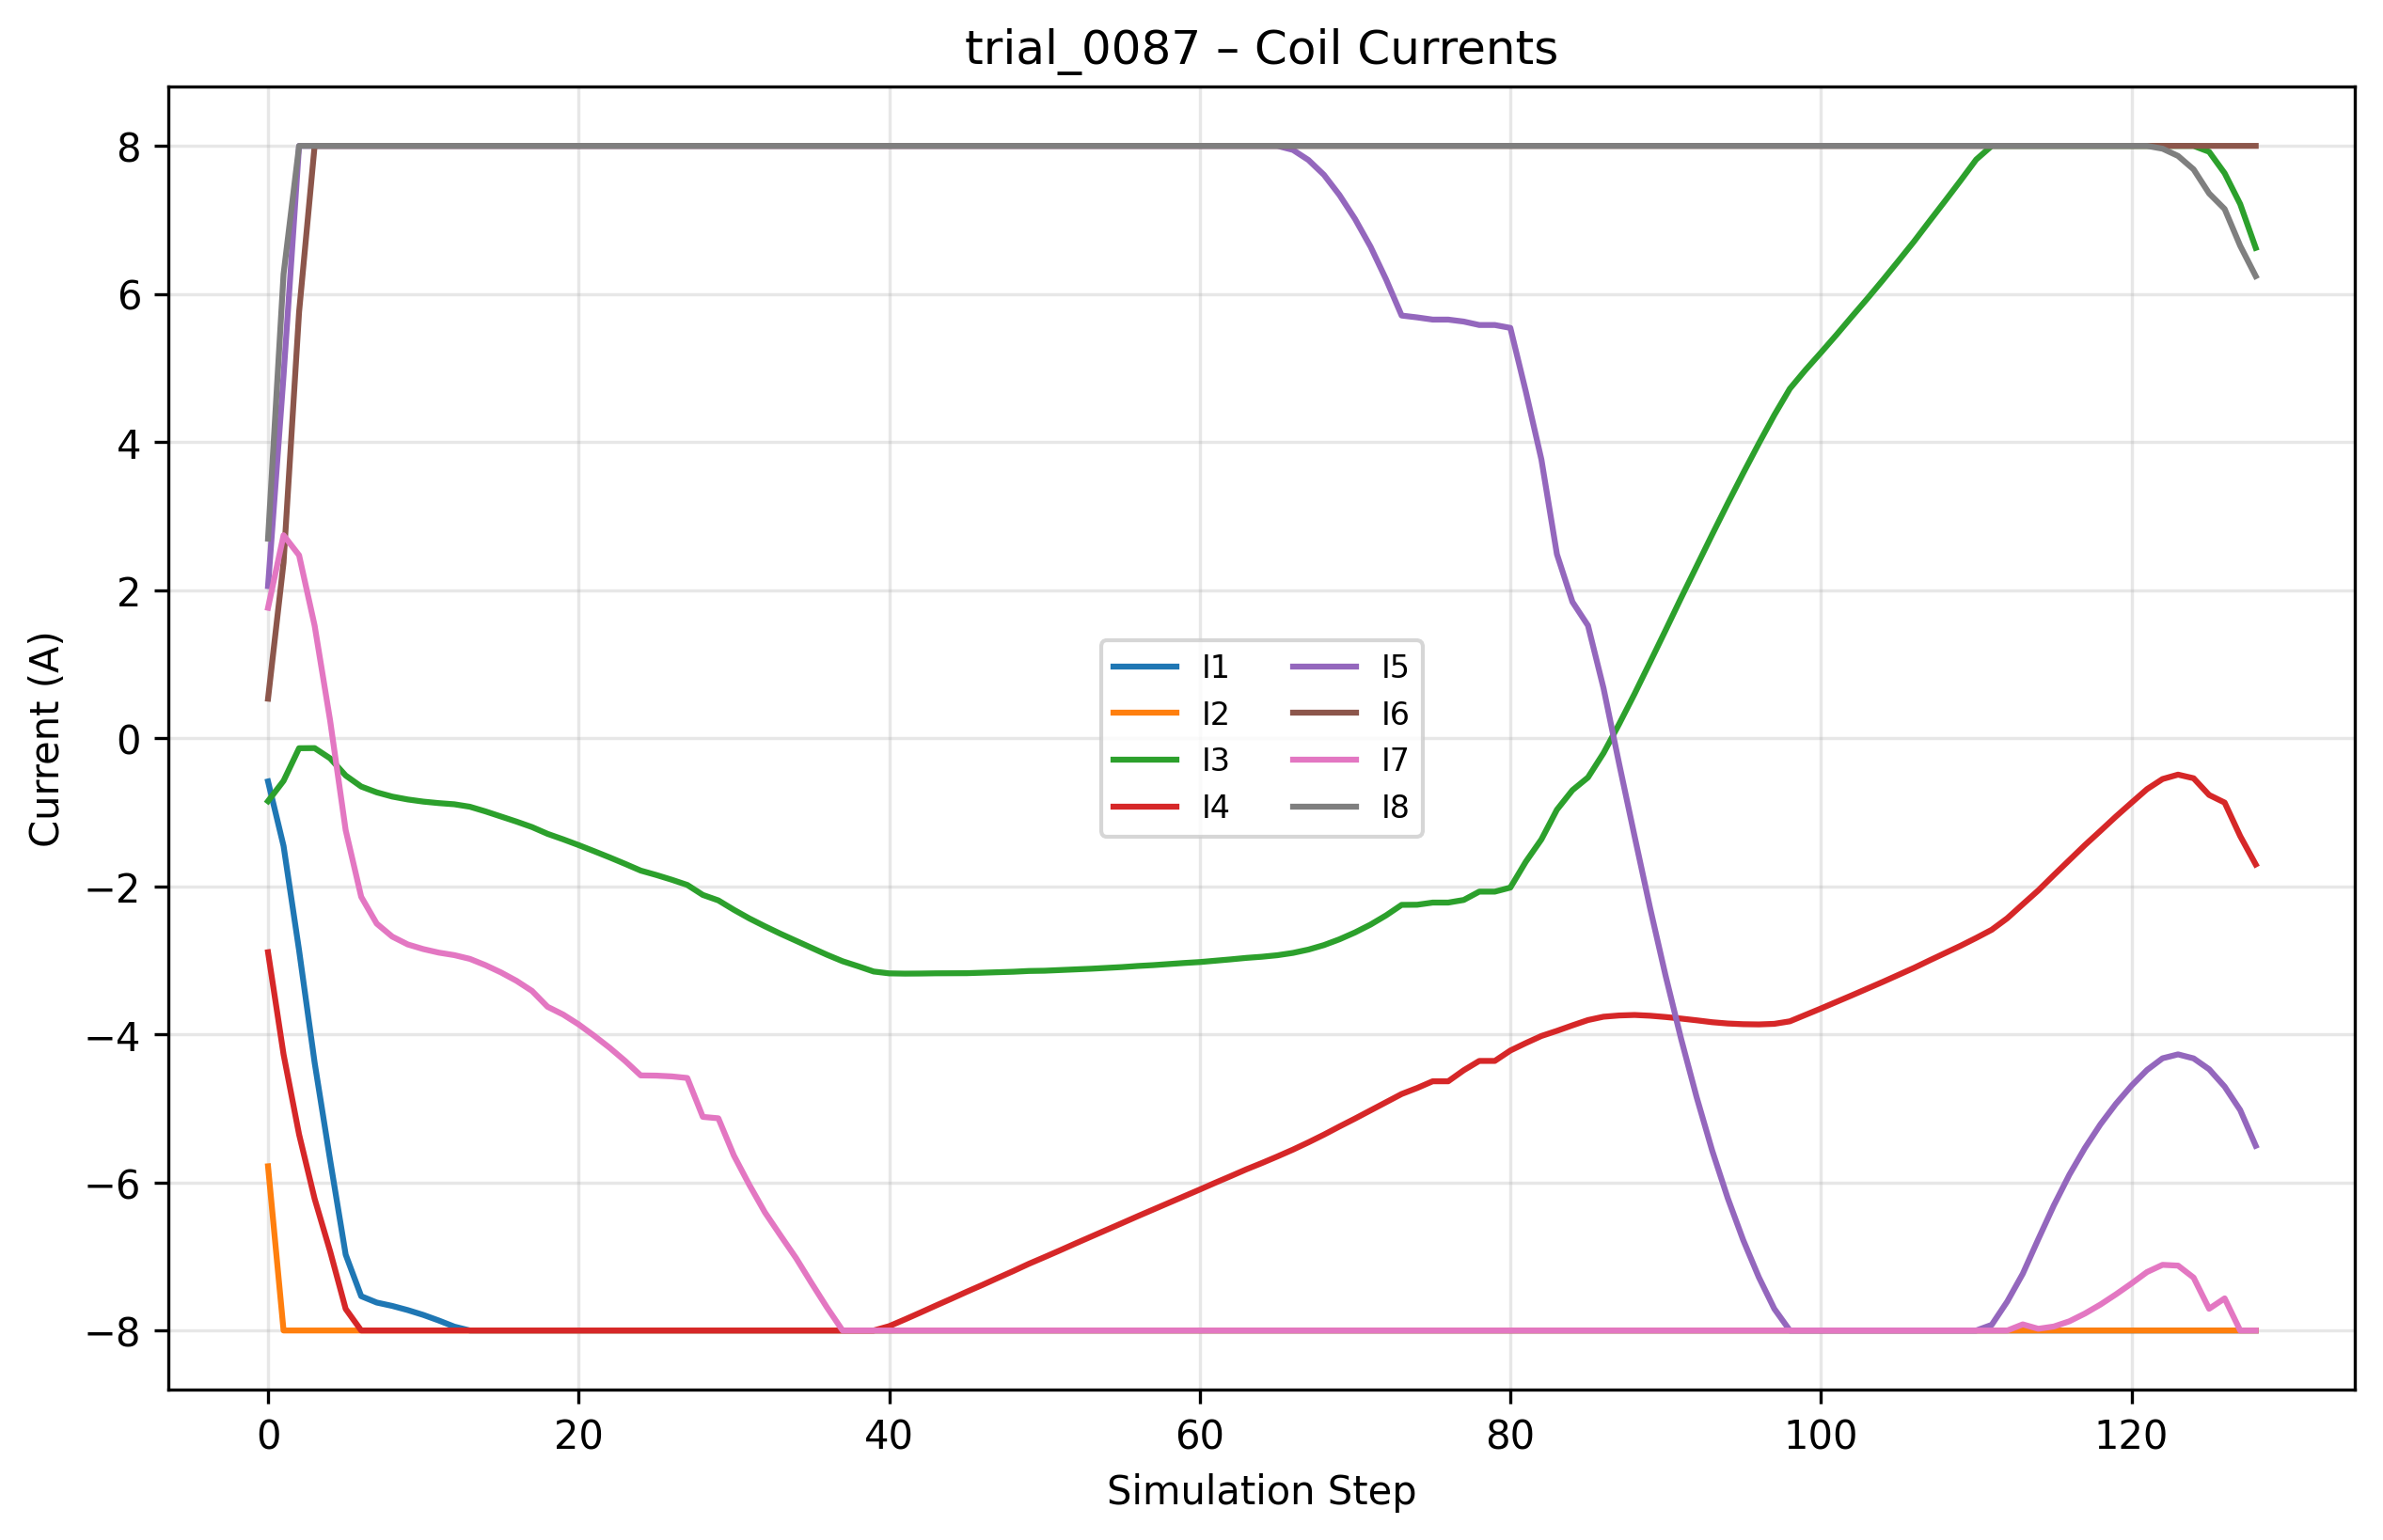 trial_0087 – Coil Currents
Current (A)
8
6
4
2
0
−2
−4
−6
−8
I1
I2
I3
I4
I5
I6
I7
I8
0 20 40 60 80 100 120
Simulation Step